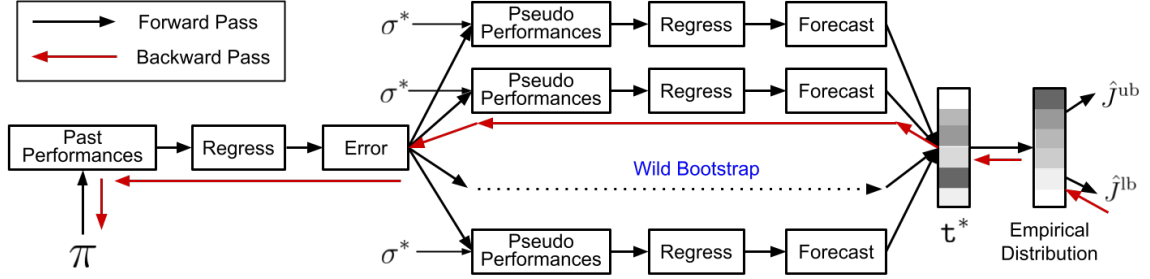 Forward Pass
Backward Pass
σ*
Pseudo
Performances
Regress
Forecast
σ*
Pseudo
Performances
Regress
Forecast
Past
Performances
Regress
Error
Wild Bootstrap
σ*
Pseudo
Performances
Regress
Forecast
π
t*
Empirical
Distribution
Ĵ^ub
Ĵ^lb